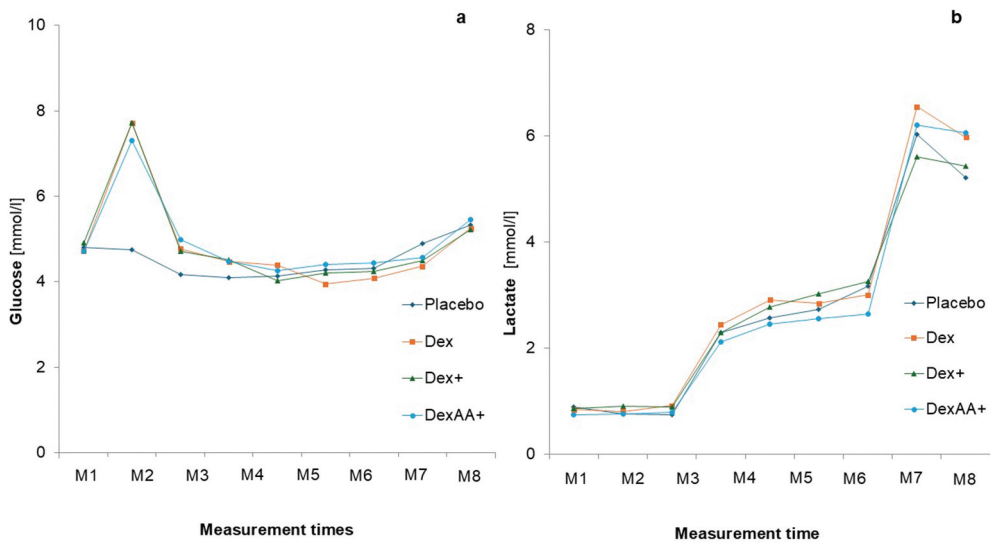 a
10
8
6
4
2
0
Glucose [mmol/l]
Placebo
Dex
Dex+
DexAA+
M1 M2 M3 M4 M5 M6 M7 M8
Measurement times
b
8
6
4
2
0
Lactate [mmol/l]
Placebo
Dex
Dex+
DexAA+
M1 M2 M3 M4 M5 M6 M7 M8
Measurement time